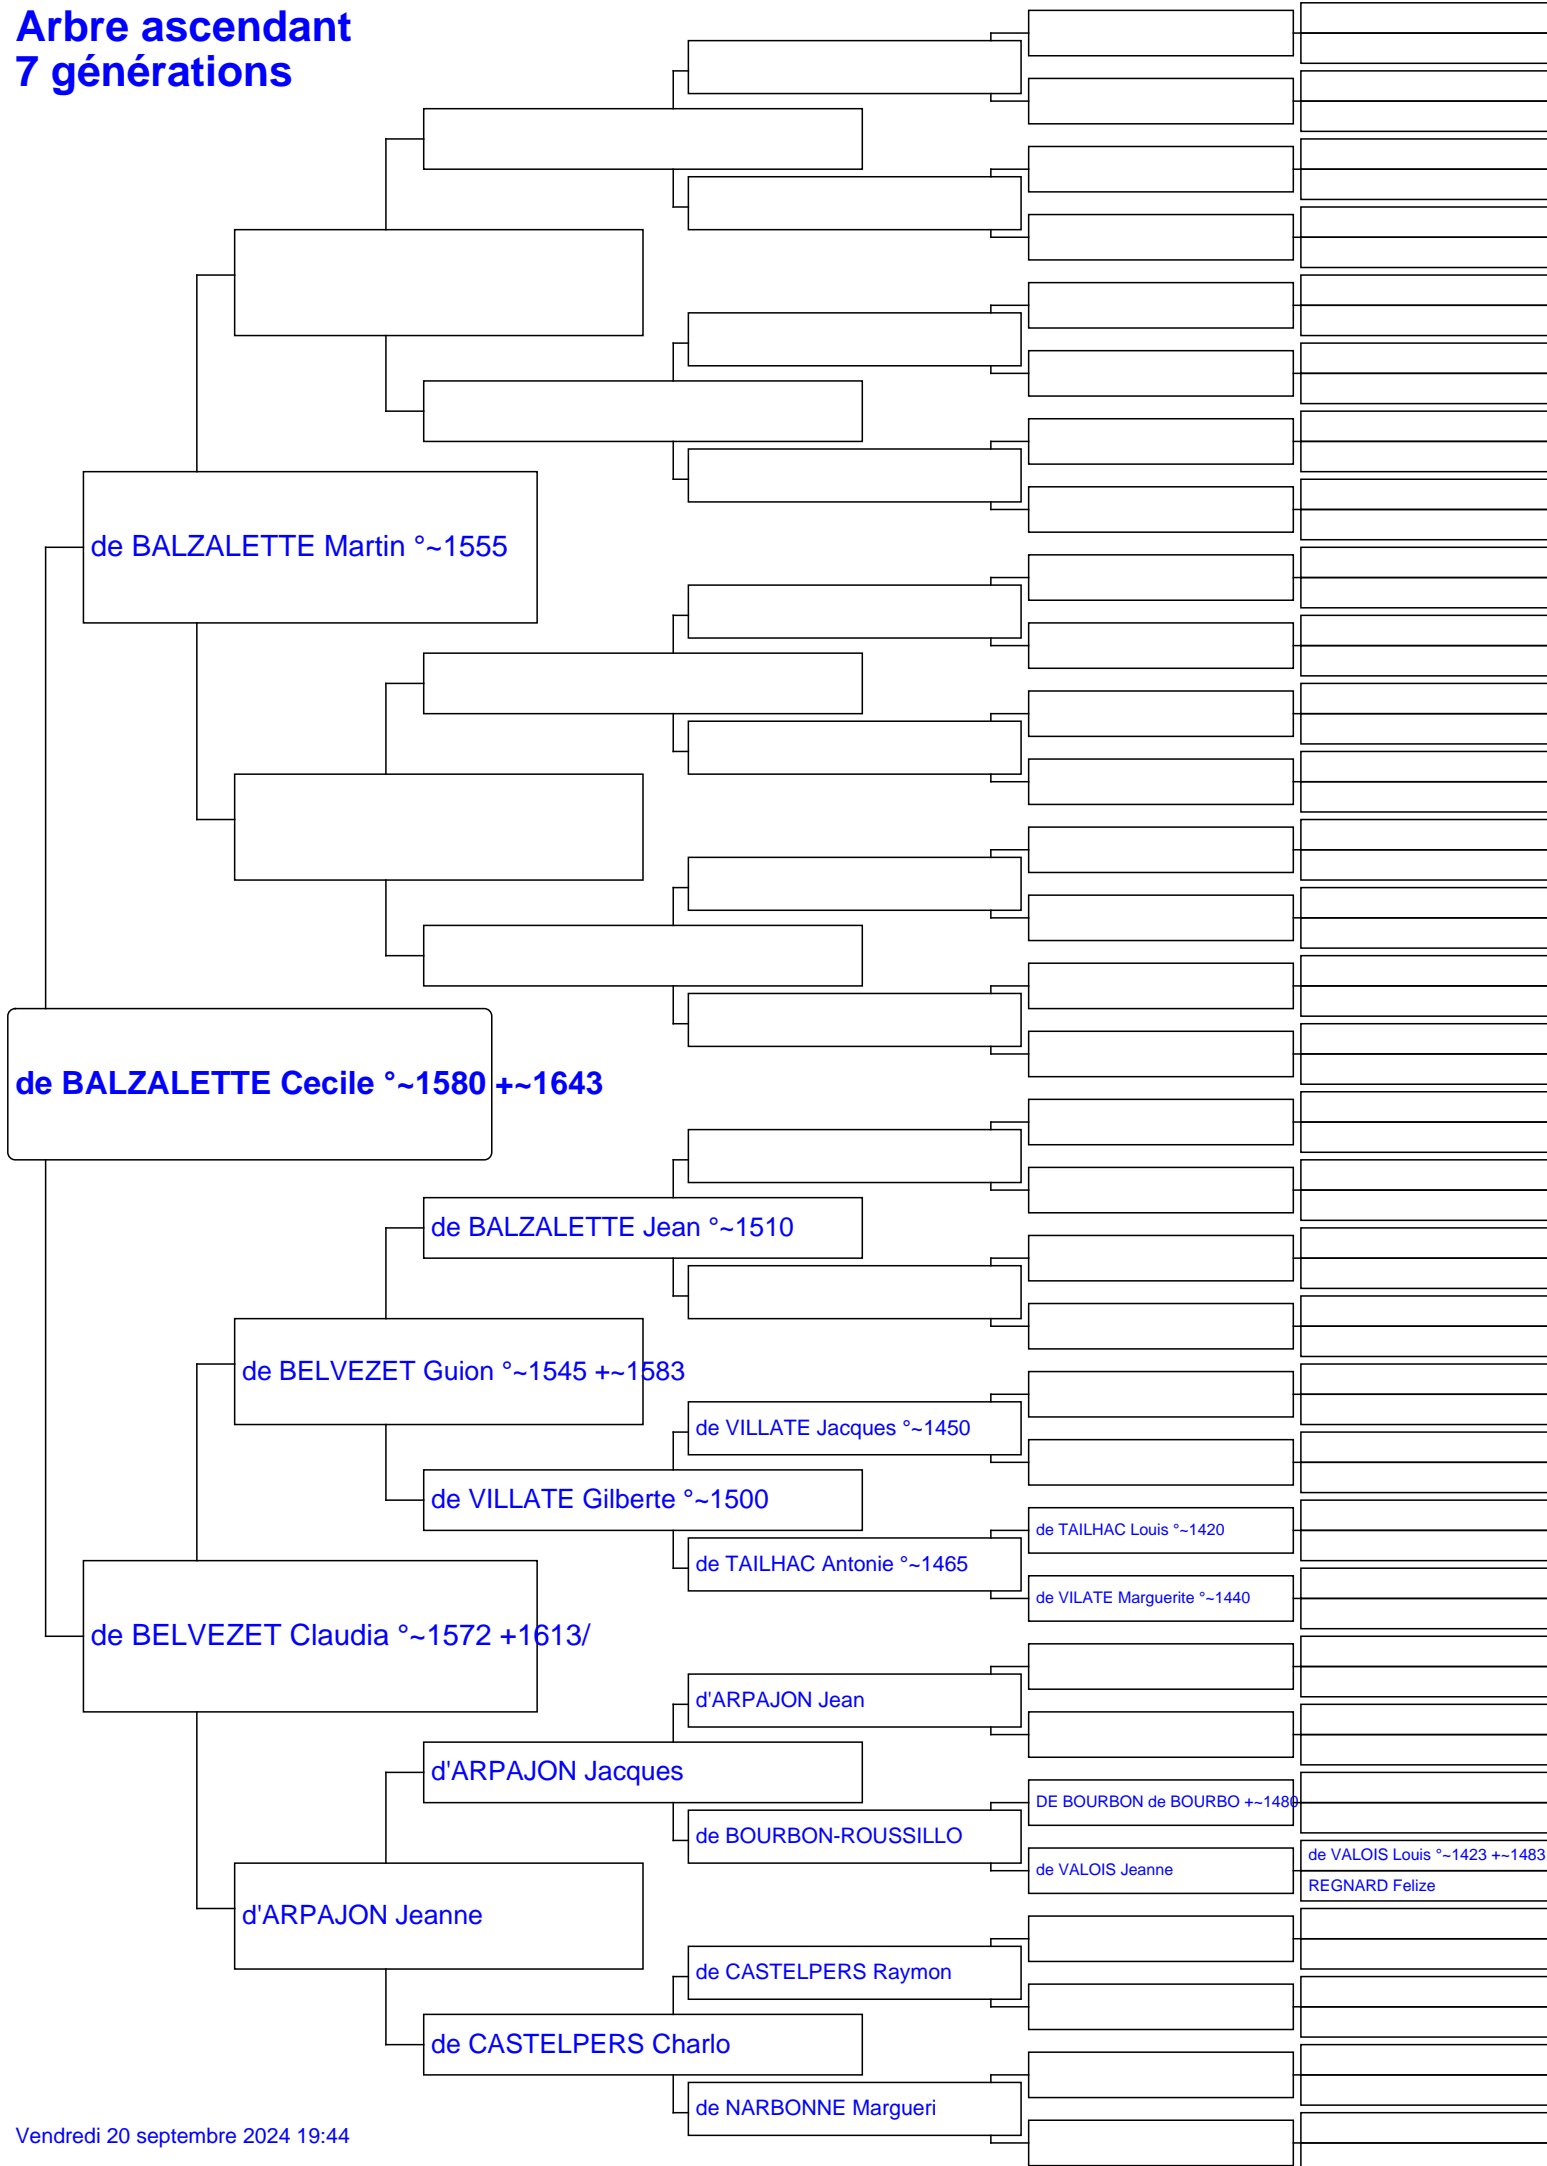 Arbre ascendant
7 générations
de BALZALETTE Martin °~1555
de BALZALETTE Cecile °~1580 +~1643
de BALZALETTE Jean °~1510
de BELVEZET Guion °~1545 +~1583
de VILLATE Jacques °~1450
de VILLATE Gilberte °~1500
de TAILHAC Louis °~1420
de TAILHAC Antonie °~1465
de VILATE Marguerite °~1440
de BELVEZET Claudia °~1572 +1613/
d'ARPAJON Jean
d'ARPAJON Jacques
DE BOURBON de BOURBO +~1480
de BOURBON-ROUSSILLO
de VALOIS Louis °~1423 +~1483
de VALOIS Jeanne
REGNARD Felize
d'ARPAJON Jeanne
de CASTELPERS Raymon
de CASTELPERS Charlo
de NARBONNE Margueri
Vendredi 20 septembre 2024 19:44